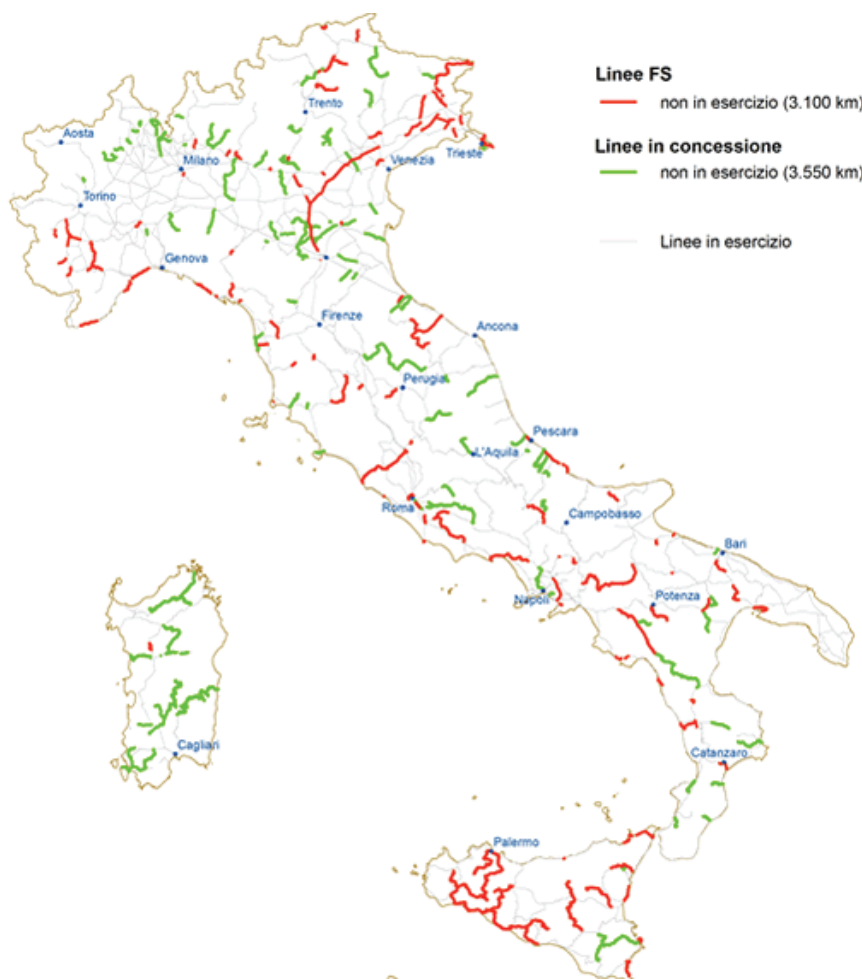 Linee FS
non in esercizio (3.100 km)
Linee in concessione
non in esercizio (3.550 km)
Linee in esercizio
Trento
Aosta
Milano
Venezia
Trieste
Torino
Genova
Firenze
Ancona
Perugia
Pescara
L'Aquila
Roma
Campobasso
Bari
Napoli
Potenza
Cagliari
Catanzaro
Palermo